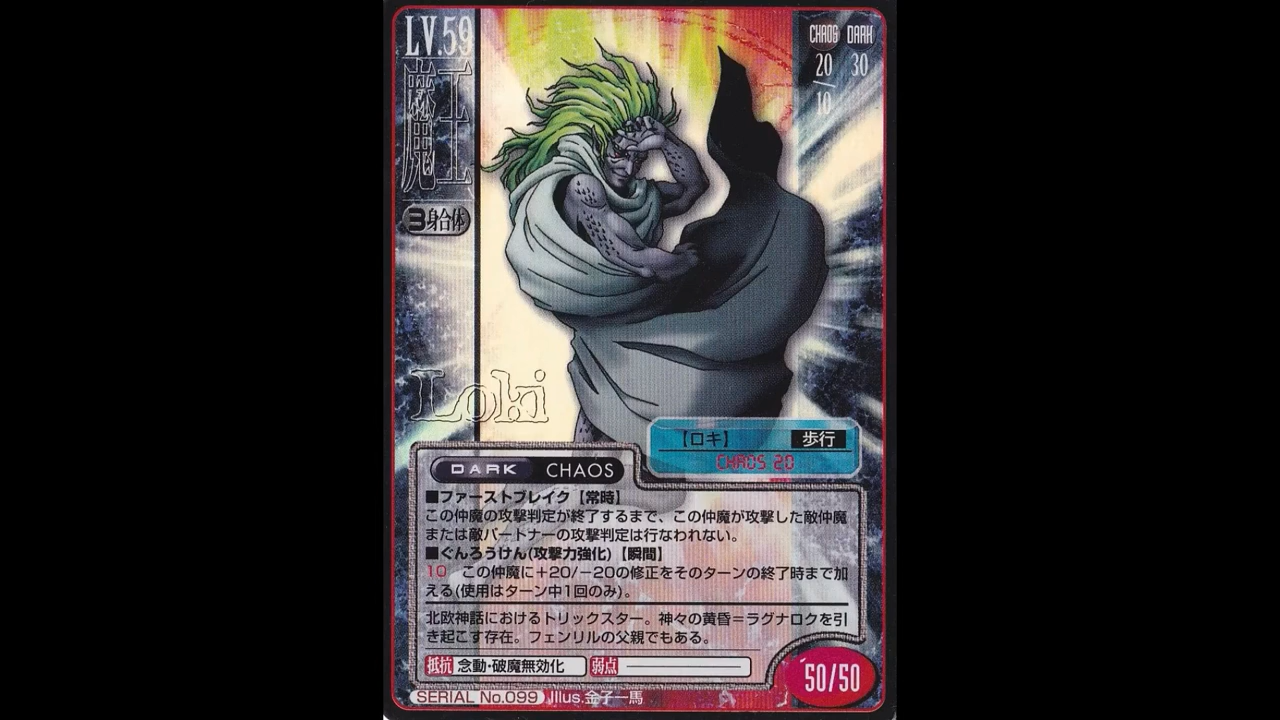 LV.59
魔王
3身合体
CHAOS DARK
20 30
/
10
Loki
【ロキ】 歩行
CHAOS 20
DARK CHAOS
■ファーストブレイク【常時】
この仲魔の攻撃判定が終了するまで、この仲魔が攻撃した敵仲魔
または敵パートナーの攻撃判定は行なわれない。
■ぐんろうけん(攻撃力強化)【瞬間】
10 この仲魔に+20/−20の修正をそのターンの終了時まで加
える(使用はターン中1回のみ)。
北欧神話におけるトリックスター。神々の黄昏=ラグナロクを引
き起こす存在。フェンリルの父親でもある。
抵抗 念動・破魔無効化 弱点 ────────
50/50
SERIAL No.099 Illus.金子一馬